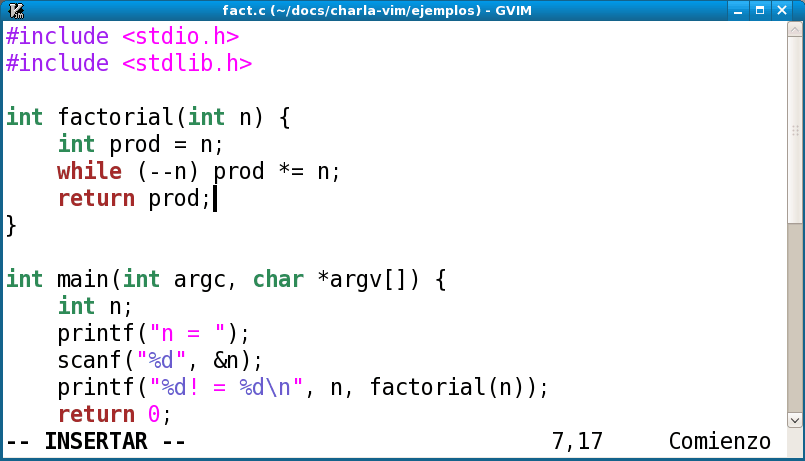 fact.c (~/docs/charla-vim/ejemplos) - GVIM
#include <stdio.h>
#include <stdlib.h>

int factorial(int n) {
    int prod = n;
    while (--n) prod *= n;
    return prod;
}

int main(int argc, char *argv[]) {
    int n;
    printf("n = ");
    scanf("%d", &n);
    printf("%d! = %d\n", n, factorial(n));
    return 0;
-- INSERTAR -- 7,17 Comienzo